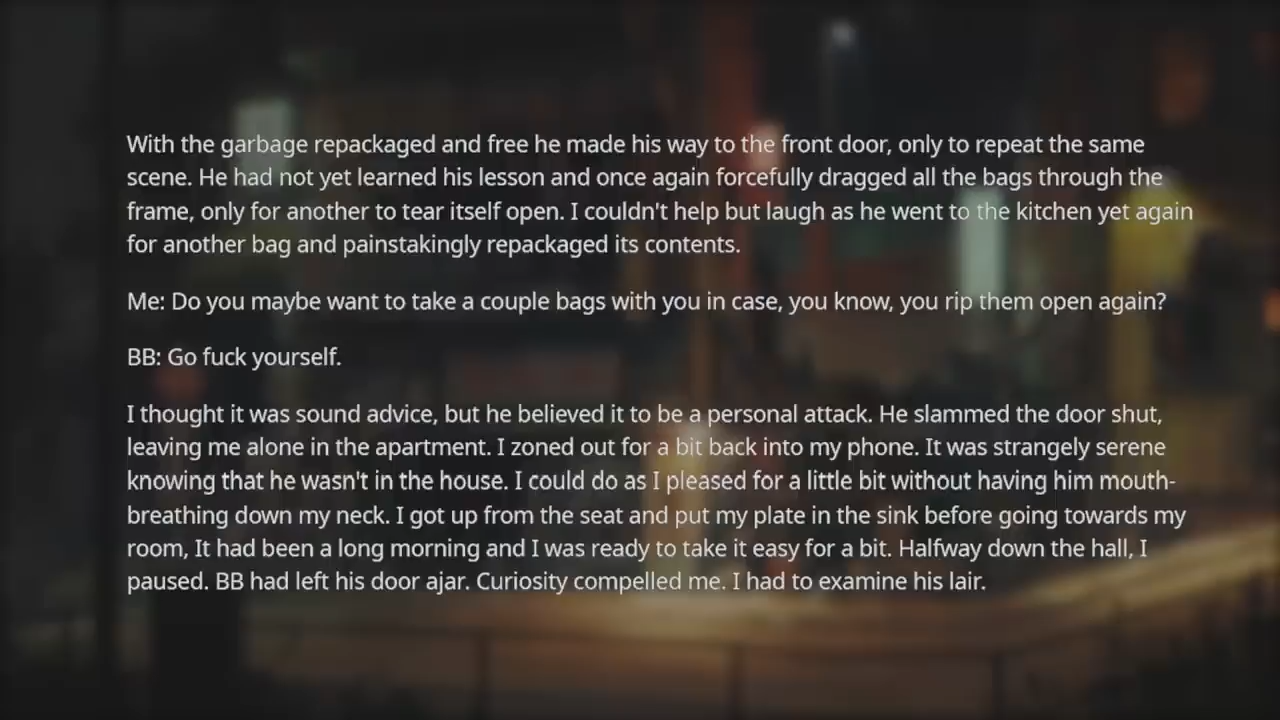 With the garbage repackaged and free he made his way to the front door, only to repeat the same
scene. He had not yet learned his lesson and once again forcefully dragged all the bags through the
frame, only for another to tear itself open. I couldn't help but laugh as he went to the kitchen yet again
for another bag and painstakingly repackaged its contents.
Me: Do you maybe want to take a couple bags with you in case, you know, you rip them open again?
BB: Go fuck yourself.
I thought it was sound advice, but he believed it to be a personal attack. He slammed the door shut,
leaving me alone in the apartment. I zoned out for a bit back into my phone. It was strangely serene
knowing that he wasn't in the house. I could do as I pleased for a little bit without having him mouth-
breathing down my neck. I got up from the seat and put my plate in the sink before going towards my
room, It had been a long morning and I was ready to take it easy for a bit. Halfway down the hall, I
paused. BB had left his door ajar. Curiosity compelled me. I had to examine his lair.